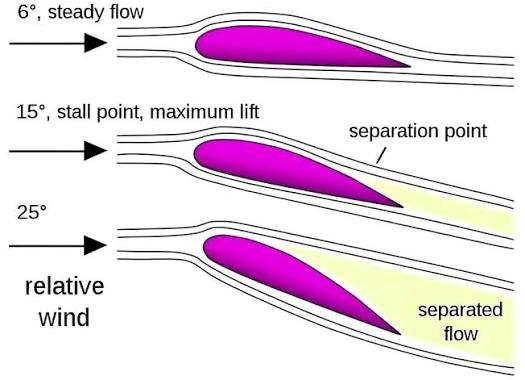 6°, steady flow
15°, stall point, maximum lift
separation point
25°
relative
wind
separated
flow